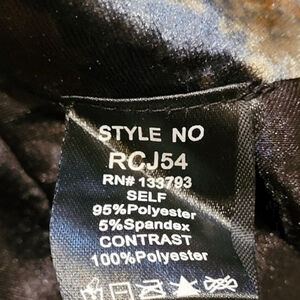 STYLE NO
RCJ54
RN# 133793
SELF
95%Polyester
5%Spandex
CONTRAST
100%Polyester